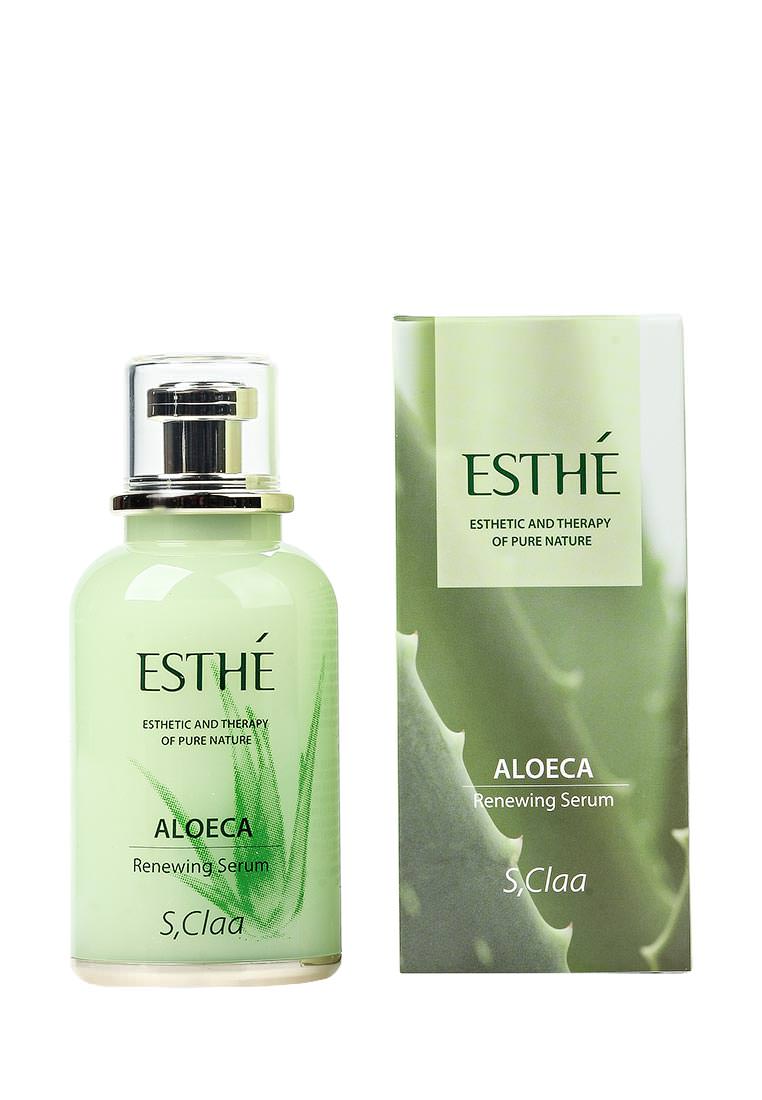 ESTHÉ
ESTHETIC AND THERAPY
OF PURE NATURE
ALOECA
Renewing Serum
S,Claa
ESTHÉ
ESTHETIC AND THERAPY
OF PURE NATURE
ALOECA
Renewing Serum
S,Claa